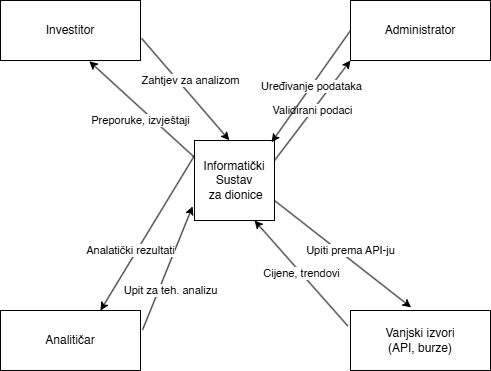 Investitor
Administrator
Zahtjev za analizom
Uređivanje podataka
Validirani podaci
Preporuke, izvještaji
Informatički
Sustav
za dionice
Analatički rezultati
Upiti prema API-ju
Cijene, trendovi
Upit za teh. analizu
Analitičar
Vanjski izvori
(API, burze)